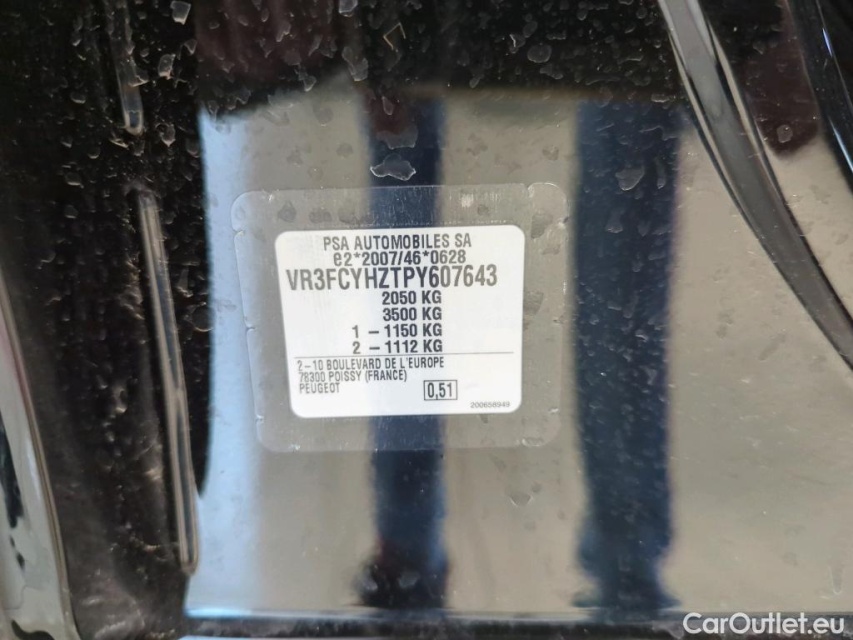 PSA AUTOMOBILES SA
e2*2007/46*0628
VR3FCYHZTPY607643
2050 KG
3500 KG
1 – 1150 KG
2 – 1112 KG
2 – 10 BOULEVARD DE L'EUROPE
78300 POISSY (FRANCE)
PEUGEOT
0,51
200658949
CarOutlet.eu